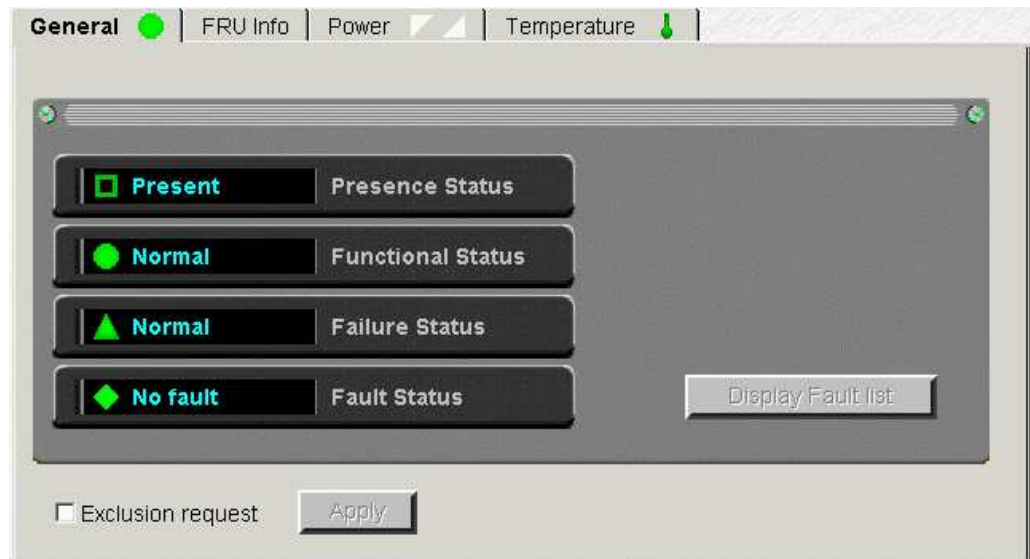 General FRU Info Power Temperature
Present Presence Status
Normal Functional Status
Normal Failure Status
No fault Fault Status
Display Fault list
Exclusion request Apply